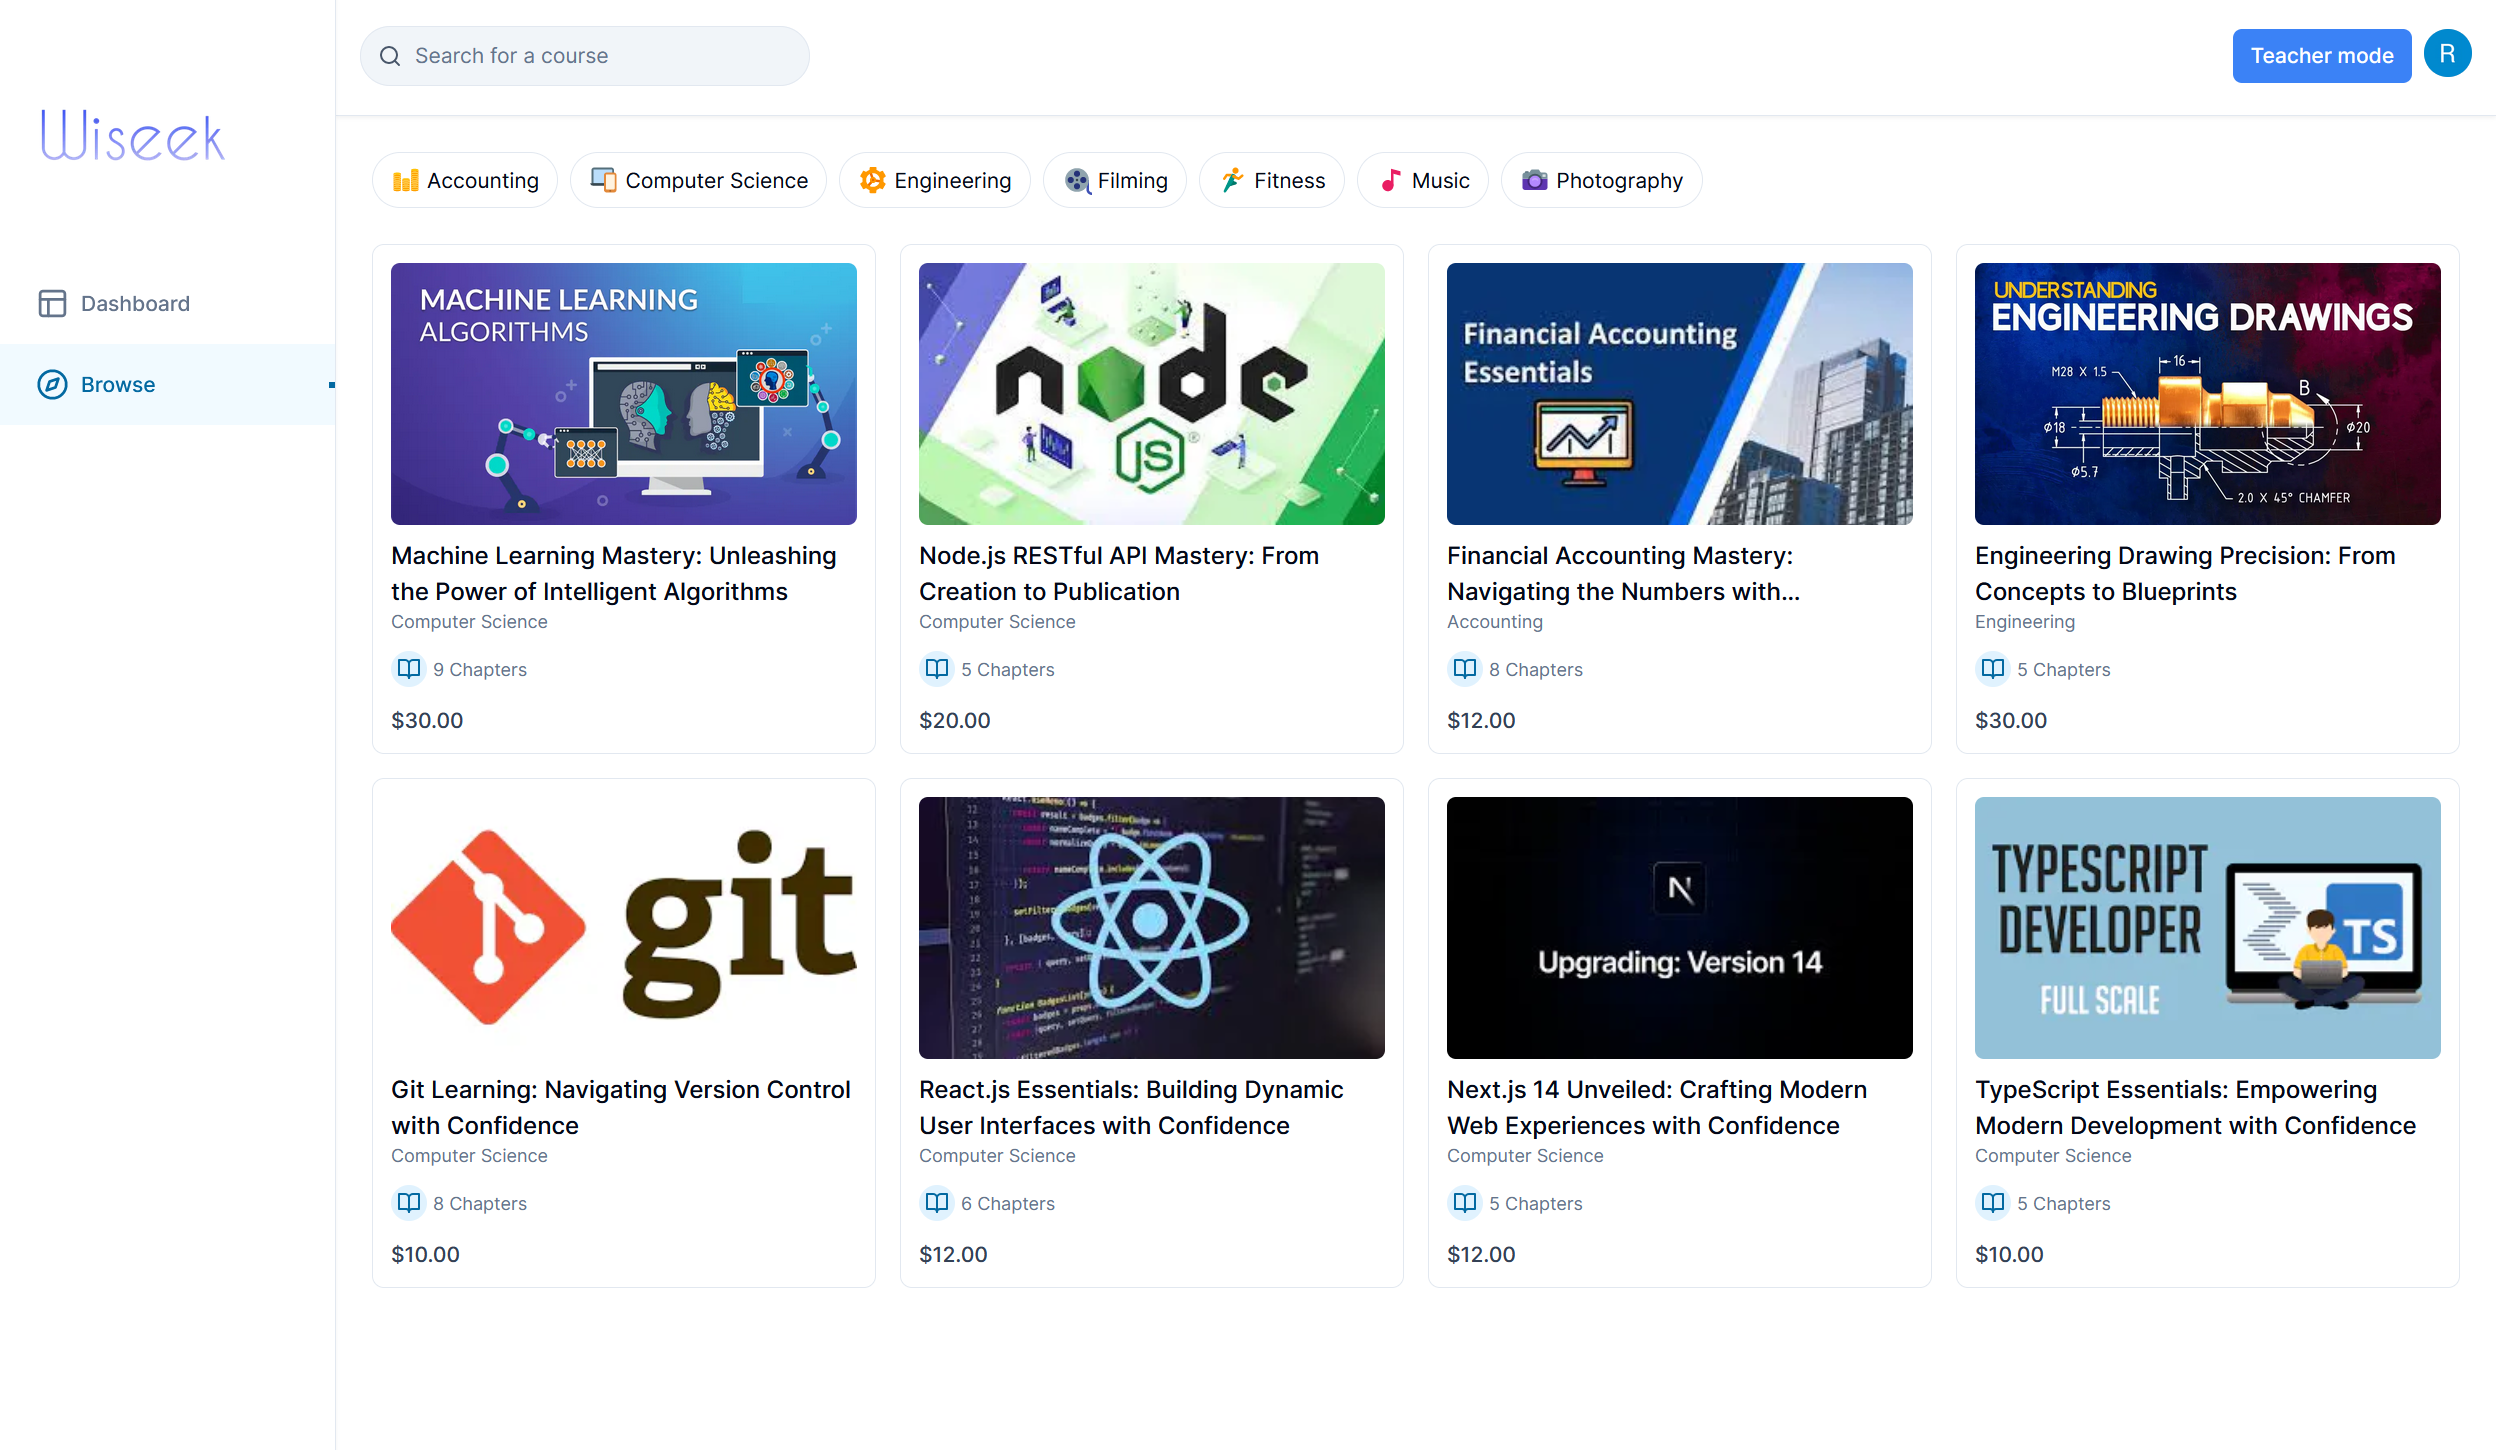 Wiseek
Dashboard
Browse
Search for a course
Teacher mode
R
Accounting
Computer Science
Engineering
Filming
Fitness
Music
Photography
MACHINE LEARNING
ALGORITHMS
Machine Learning Mastery: Unleashing
the Power of Intelligent Algorithms
Computer Science
9 Chapters
$30.00
node
JS
Node.js RESTful API Mastery: From
Creation to Publication
Computer Science
5 Chapters
$20.00
Financial Accounting
Essentials
Financial Accounting Mastery:
Navigating the Numbers with...
Accounting
8 Chapters
$12.00
UNDERSTANDING
ENGINEERING DRAWINGS
16
M28 X 1.5
B
ø18
ø20
ø5.7
2.0 X 45° CHAMFER
Engineering Drawing Precision: From
Concepts to Blueprints
Engineering
5 Chapters
$30.00
git
Git Learning: Navigating Version Control
with Confidence
Computer Science
8 Chapters
$10.00
React.js Essentials: Building Dynamic
User Interfaces with Confidence
Computer Science
6 Chapters
$12.00
N
Upgrading: Version 14
Next.js 14 Unveiled: Crafting Modern
Web Experiences with Confidence
Computer Science
5 Chapters
$12.00
TYPESCRIPT
DEVELOPER
FULL SCALE
TS
TypeScript Essentials: Empowering
Modern Development with Confidence
Computer Science
5 Chapters
$10.00